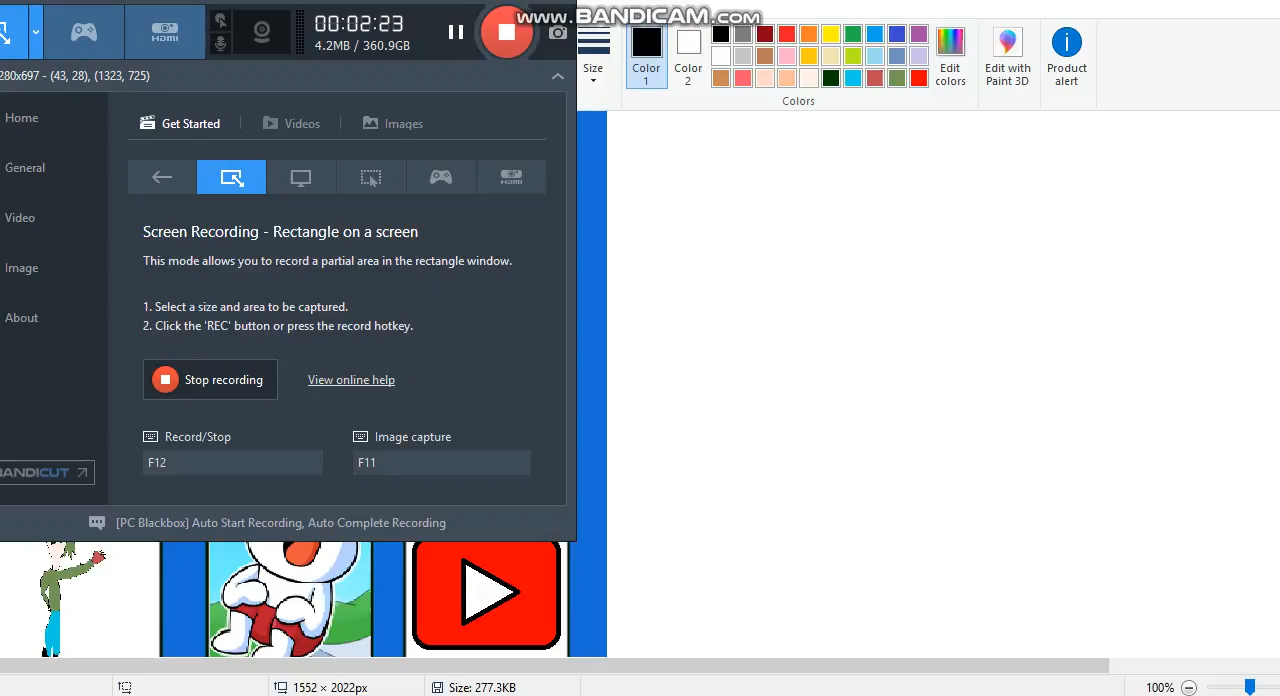 www.BANDICAM.com
00:02:23
4.2MB / 360.9GB
HDMI
280x697 - (43, 28), (1323, 725)
Size
Color 1
Color 2
Edit colors
Edit with Paint 3D
Product alert
Colors
Home
General
Video
Image
About
Get Started
Videos
Images
HDMI
Screen Recording - Rectangle on a screen
This mode allows you to record a partial area in the rectangle window.
1. Select a size and area to be captured.
2. Click the 'REC' button or press the record hotkey.
Stop recording
View online help
Record/Stop
Image capture
F12
F11
ANDICUT
[PC Blackbox] Auto Start Recording, Auto Complete Recording
1552 × 2022px
Size: 277.3KB
100%